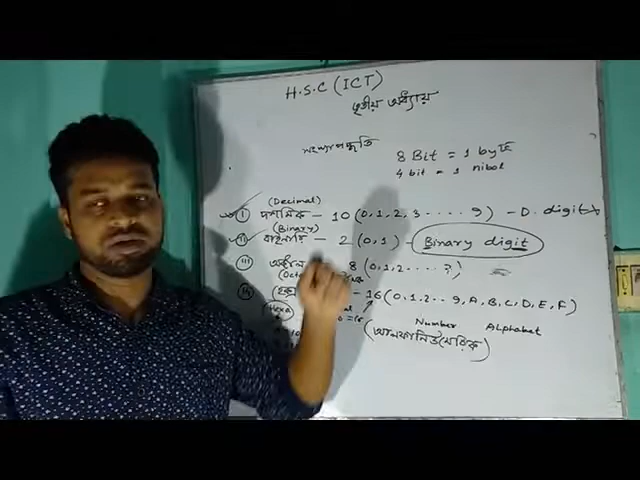 H.S.C (ICT)
তৃতীয় অধ্যায়
সংখ্যাপদ্ধতি
8 Bit = 1 byte
4 bit = 1 nibol
(Decimal)
i দশমিক – 10 (0,1,2,3.....9) – D. digit
(Binary)
ii বাইনারি – 2 (0,1) – Binary digit
iii 8 (0,1,2.....7)
iv – 16 (0,1,2..9,A,B,C,D,E,F)
(Hexa
Number Alphabet
(আলফানিউমেরিক)